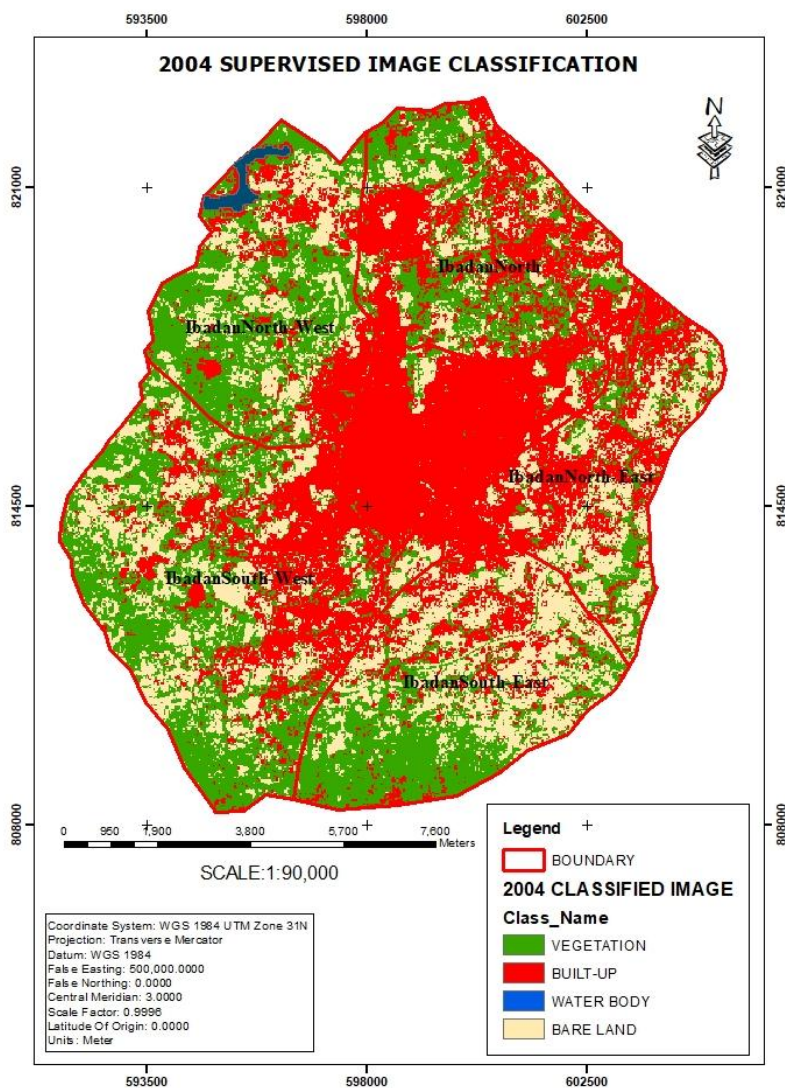 593500 598000 602500
2004 SUPERVISED IMAGE CLASSIFICATION
N
821000 821000
IbadanNorth
IbadanNorth-West
IbadanNorth-East
814500 814500
IbadanSouth-West
IbadanSouth-East
808000 808000
0 950 1,900 3,800 5,700 7,600
Meters
SCALE:1:90,000
Coordinate System: WGS 1984 UTM Zone 31N
Projection: Transverse Mercator
Datum: WGS 1984
False Easting: 500,000.0000
False Northing: 0.0000
Central Meridian: 3.0000
Scale Factor: 0.9996
Latitude Of Origin: 0.0000
Units: Meter
Legend
BOUNDARY
2004 CLASSIFIED IMAGE
Class_Name
VEGETATION
BUILT-UP
WATER BODY
BARE LAND
593500 598000 602500